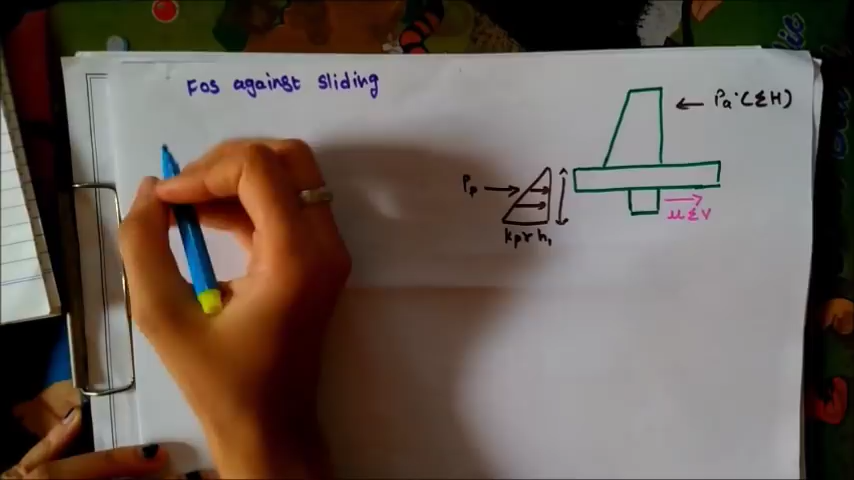 Fos against sliding
Pa·(ΣH)
Pp
μΣV
kpγh₁